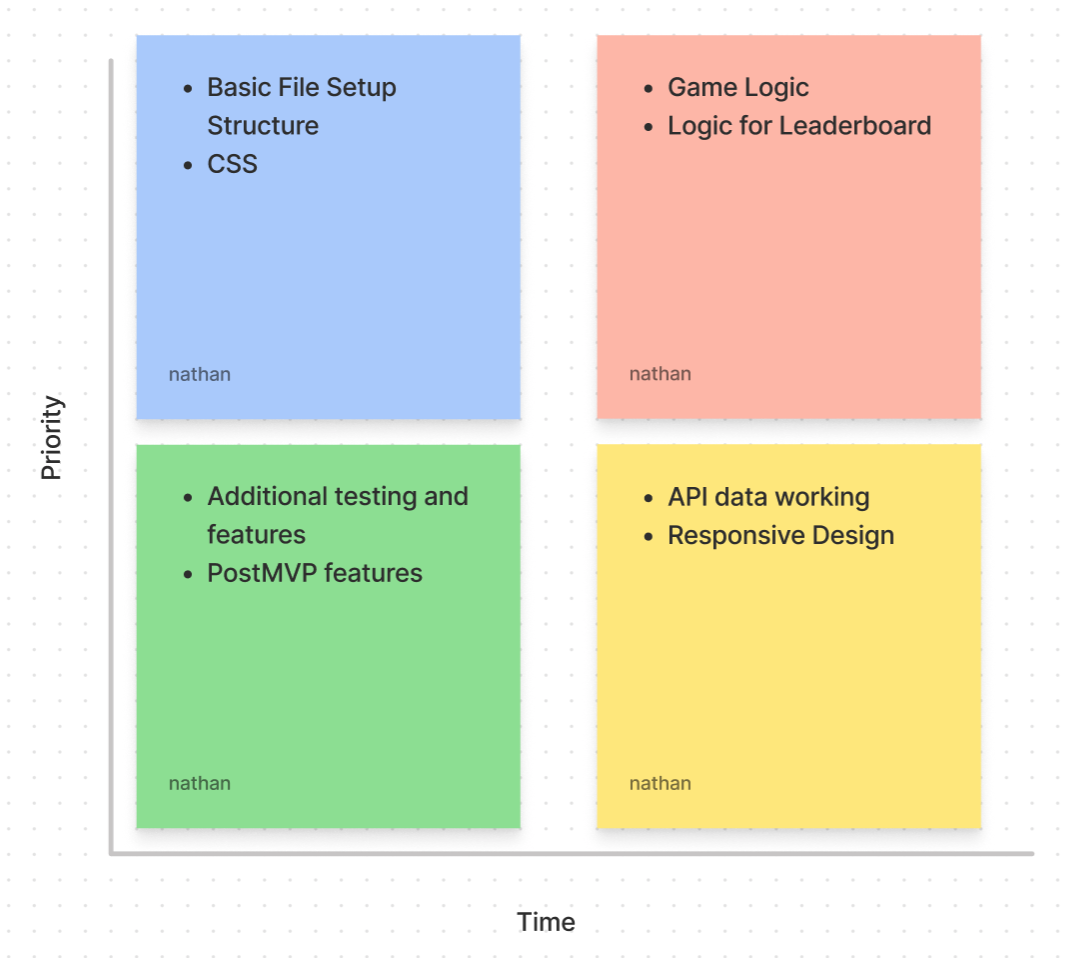 • Basic File Setup
Structure
• CSS
nathan
• Game Logic
• Logic for Leaderboard
nathan
Priority
• Additional testing and
features
• PostMVP features
nathan
• API data working
• Responsive Design
nathan
Time